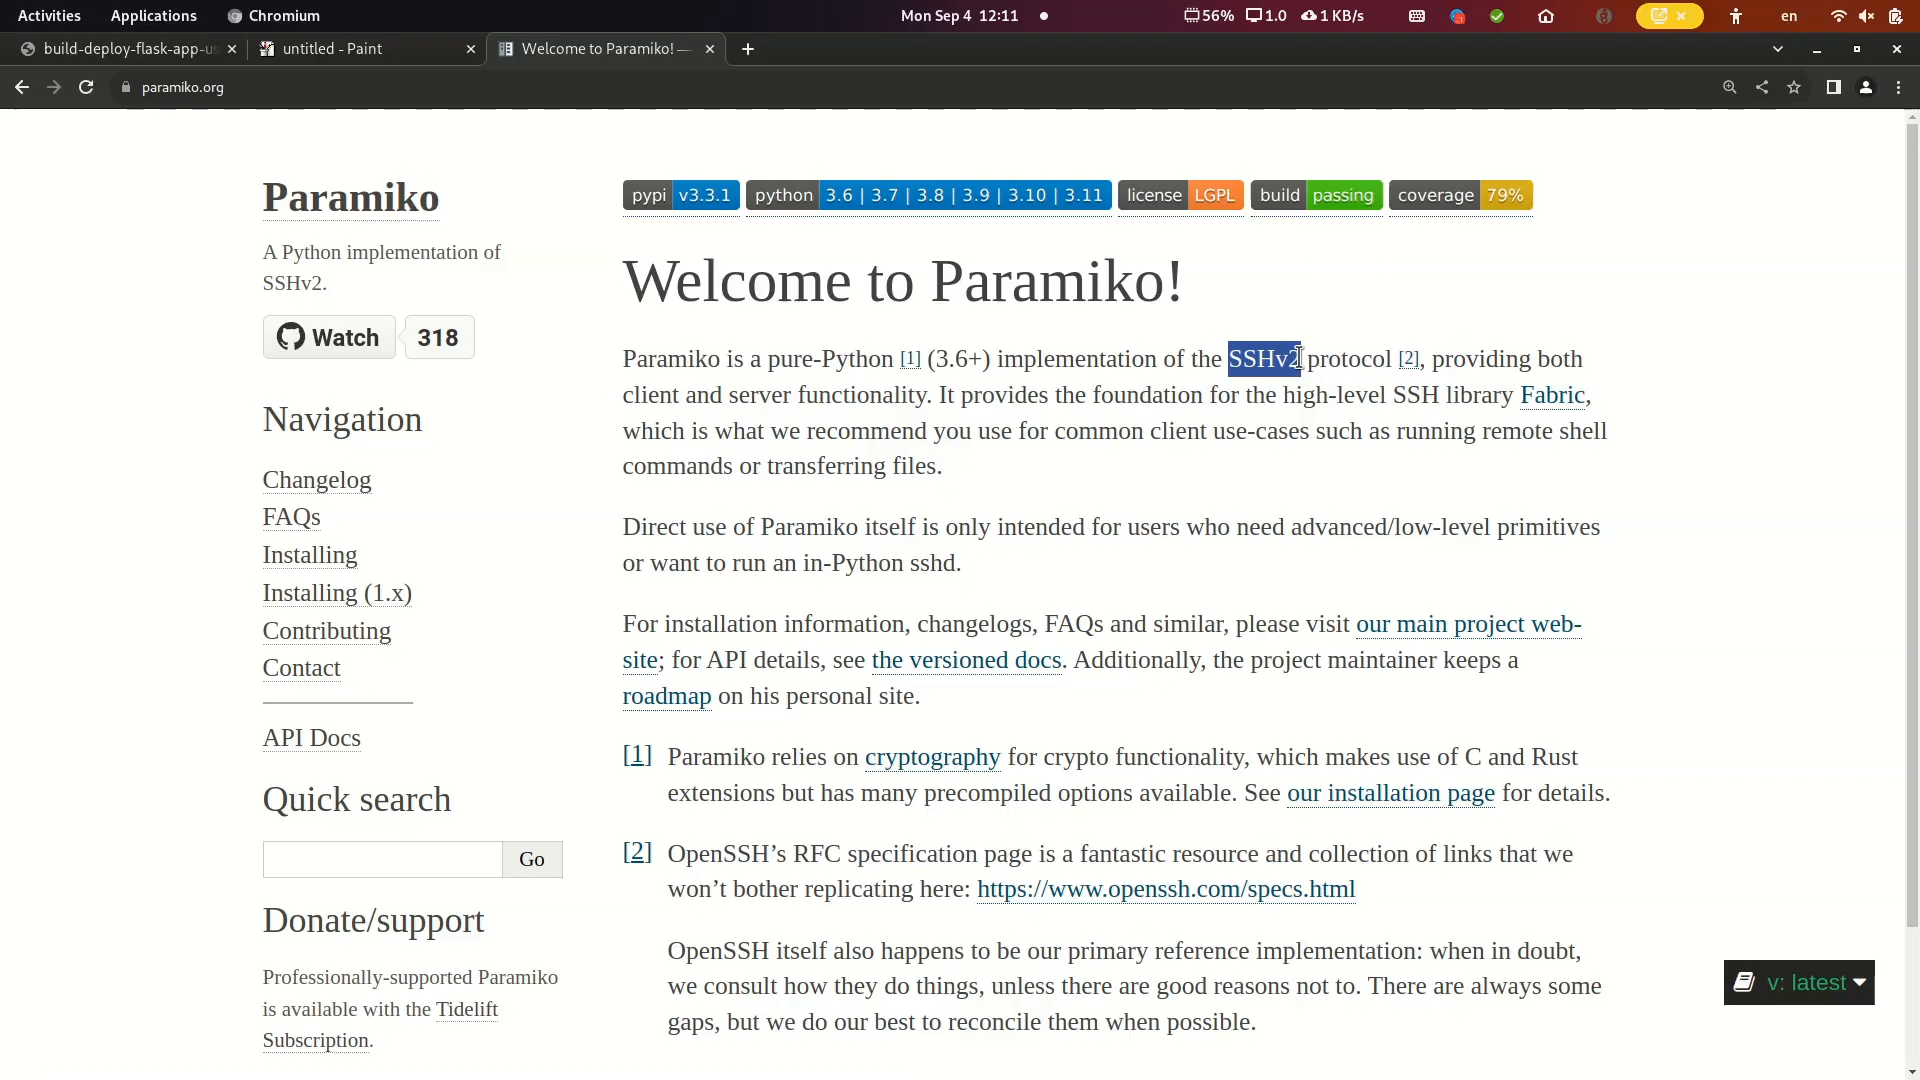 Activities Applications Chromium Mon Sep 4 12:11 56% 1.0 1 KB/s en
build-deploy-flask-app-us untitled - Paint Welcome to Paramiko! —
paramiko.org
Paramiko
A Python implementation of
SSHv2.
Watch 318
Navigation
Changelog
FAQs
Installing
Installing (1.x)
Contributing
Contact
API Docs
Quick search
Go
Donate/support
Professionally-supported Paramiko
is available with the Tidelift
Subscription.
pypi v3.3.1 python 3.6 | 3.7 | 3.8 | 3.9 | 3.10 | 3.11 license LGPL build passing coverage 79%
Welcome to Paramiko!
Paramiko is a pure-Python [1] (3.6+) implementation of the SSHv2 protocol [2], providing both
client and server functionality. It provides the foundation for the high-level SSH library Fabric,
which is what we recommend you use for common client use-cases such as running remote shell
commands or transferring files.
Direct use of Paramiko itself is only intended for users who need advanced/low-level primitives
or want to run an in-Python sshd.
For installation information, changelogs, FAQs and similar, please visit our main project web-
site; for API details, see the versioned docs. Additionally, the project maintainer keeps a
roadmap on his personal site.
[1] Paramiko relies on cryptography for crypto functionality, which makes use of C and Rust
extensions but has many precompiled options available. See our installation page for details.
[2] OpenSSH’s RFC specification page is a fantastic resource and collection of links that we
won’t bother replicating here: https://www.openssh.com/specs.html
OpenSSH itself also happens to be our primary reference implementation: when in doubt,
we consult how they do things, unless there are good reasons not to. There are always some
gaps, but we do our best to reconcile them when possible.
v: latest